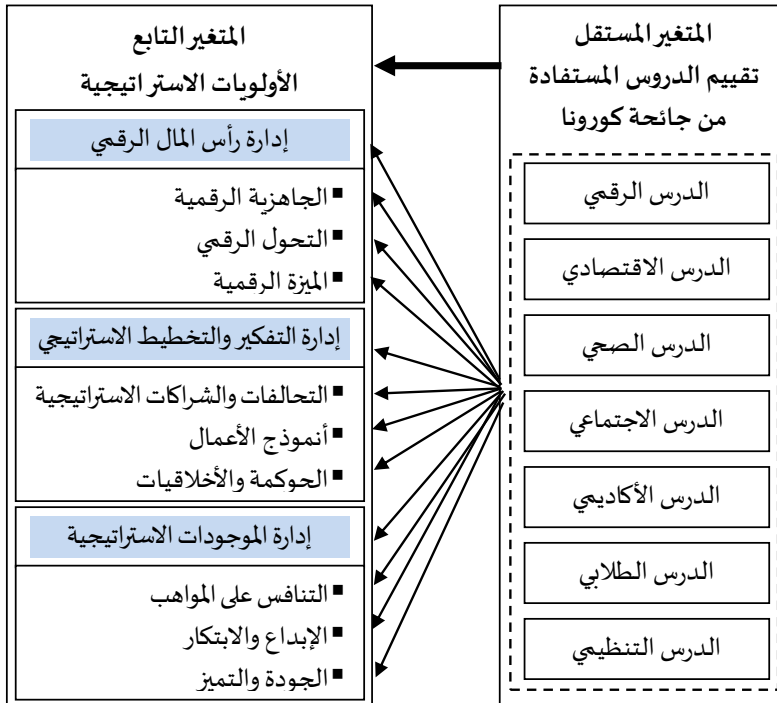 المتغير المستقل
تقييم الدروس المستفادة
من جائحة كورونا
الدرس الرقمي
الدرس الاقتصادي
الدرس الصحي
الدرس الاجتماعي
الدرس الأكاديمي
الدرس الطلابي
الدرس التنظيمي
المتغير التابع
الأولويات الاستراتيجية
إدارة رأس المال الرقمي
▪ الجاهزية الرقمية
▪ التحول الرقمي
▪ الميزة الرقمية
إدارة التفكير والتخطيط الاستراتيجي
▪ التحالفات والشراكات الاستراتيجية
▪ أنموذج الأعمال
▪ الحوكمة والأخلاقيات
إدارة الموجودات الاستراتيجية
▪ التنافس على المواهب
▪ الإبداع والابتكار
▪ الجودة والتميز